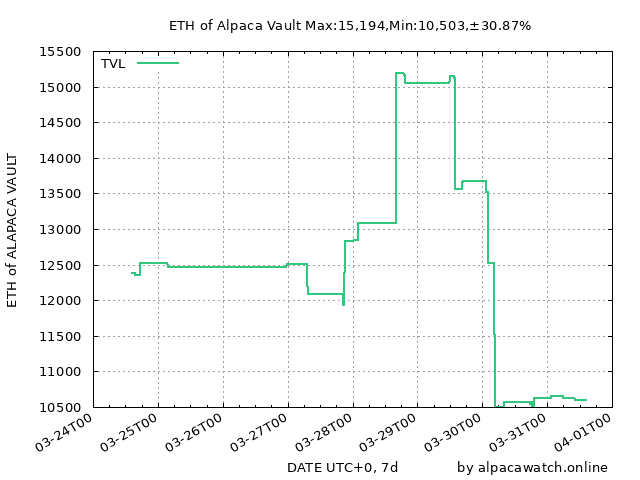 ETH of Alpaca Vault Max:15,194,Min:10,503,±30.87%
TVL
15500
15000
14500
14000
13500
13000
12500
12000
11500
11000
10500
ETH of ALAPACA VAULT
03-24T00
03-25T00
03-26T00
03-27T00
03-28T00
03-29T00
03-30T00
03-31T00
04-01T00
DATE UTC+0, 7d
by alpacawatch.online